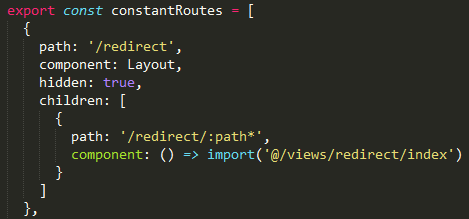 export const constantRoutes = [
  {
    path: '/redirect',
    component: Layout,
    hidden: true,
    children: [
      {
        path: '/redirect/:path*',
        component: () => import('@/views/redirect/index')
      }
    ]
  },